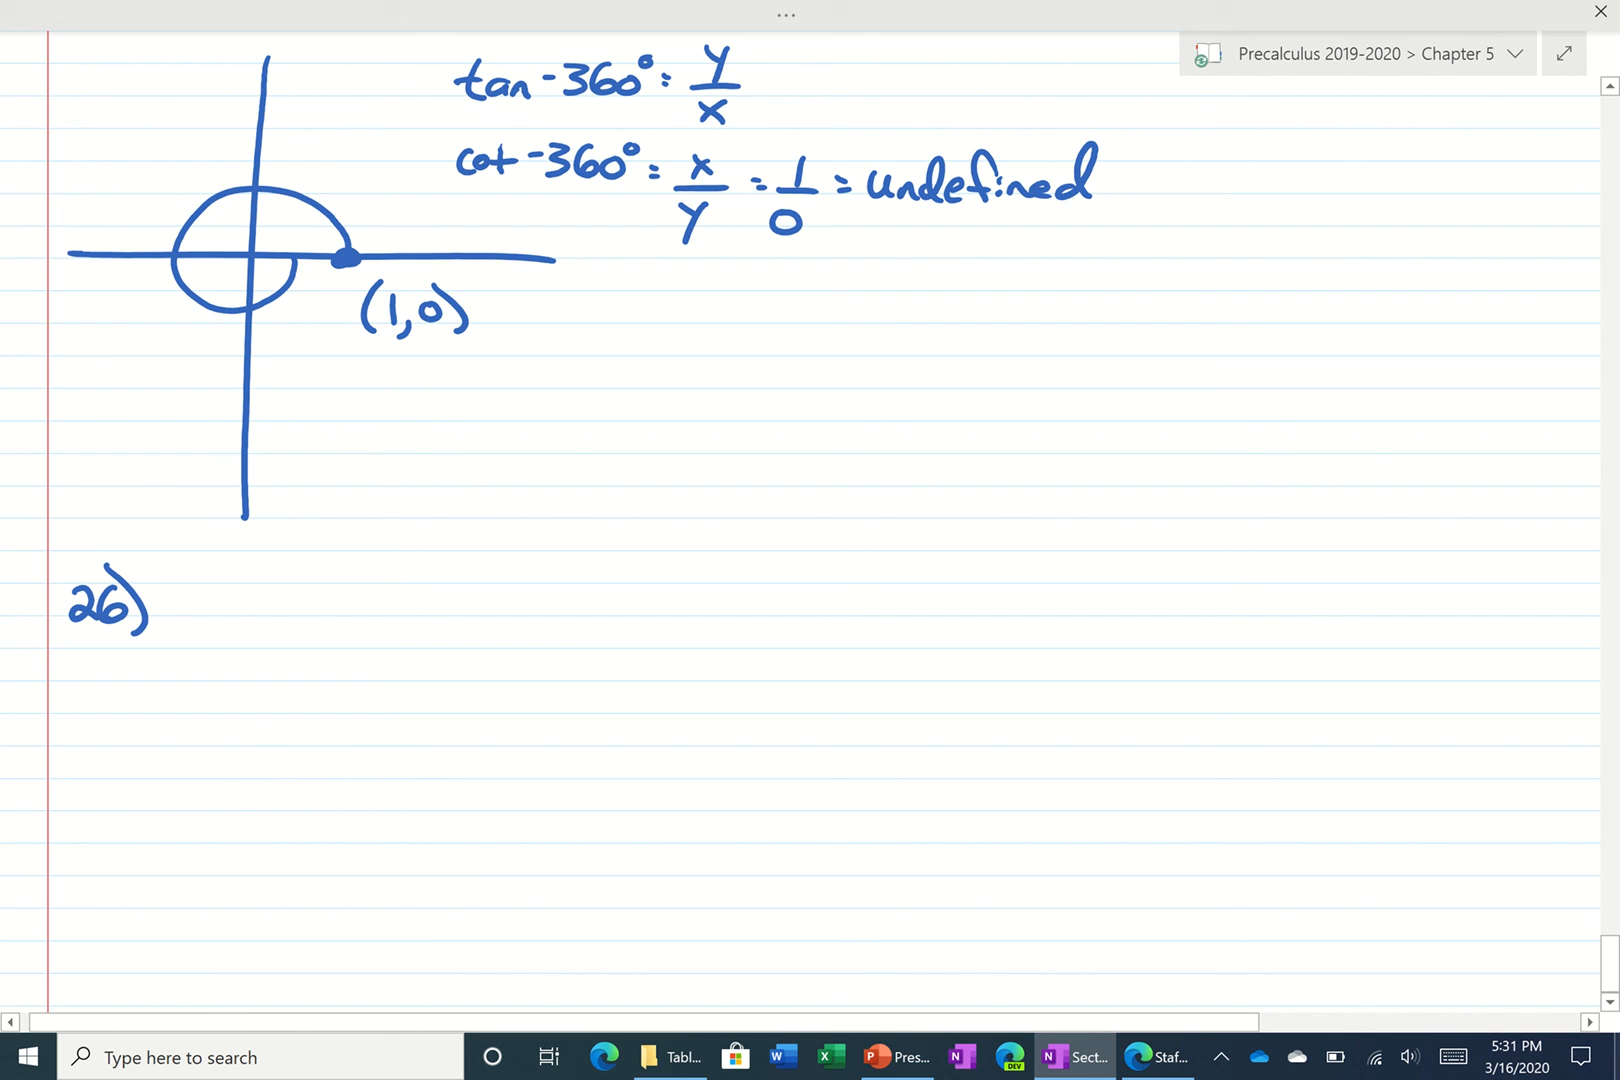 Precalculus 2019-2020 > Chapter 5
tan -360° = y/x
cot -360° = x/y = 1/0 = undefined
(1,0)
26)
Type here to search
Tabl...
Pres...
DEV
Sect...
Staf...
5:31 PM
3/16/2020